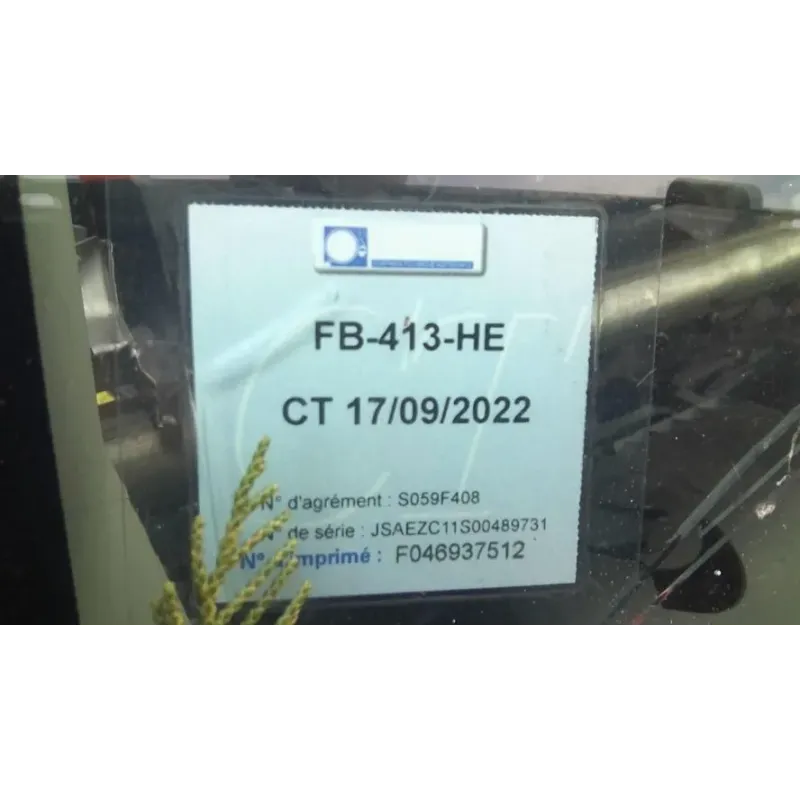 FB-413-HE
CT 17/09/2022
N° d'agrément : S059F408
N° de série : JSAEZC11S00489731
N° d'imprimé : F046937512